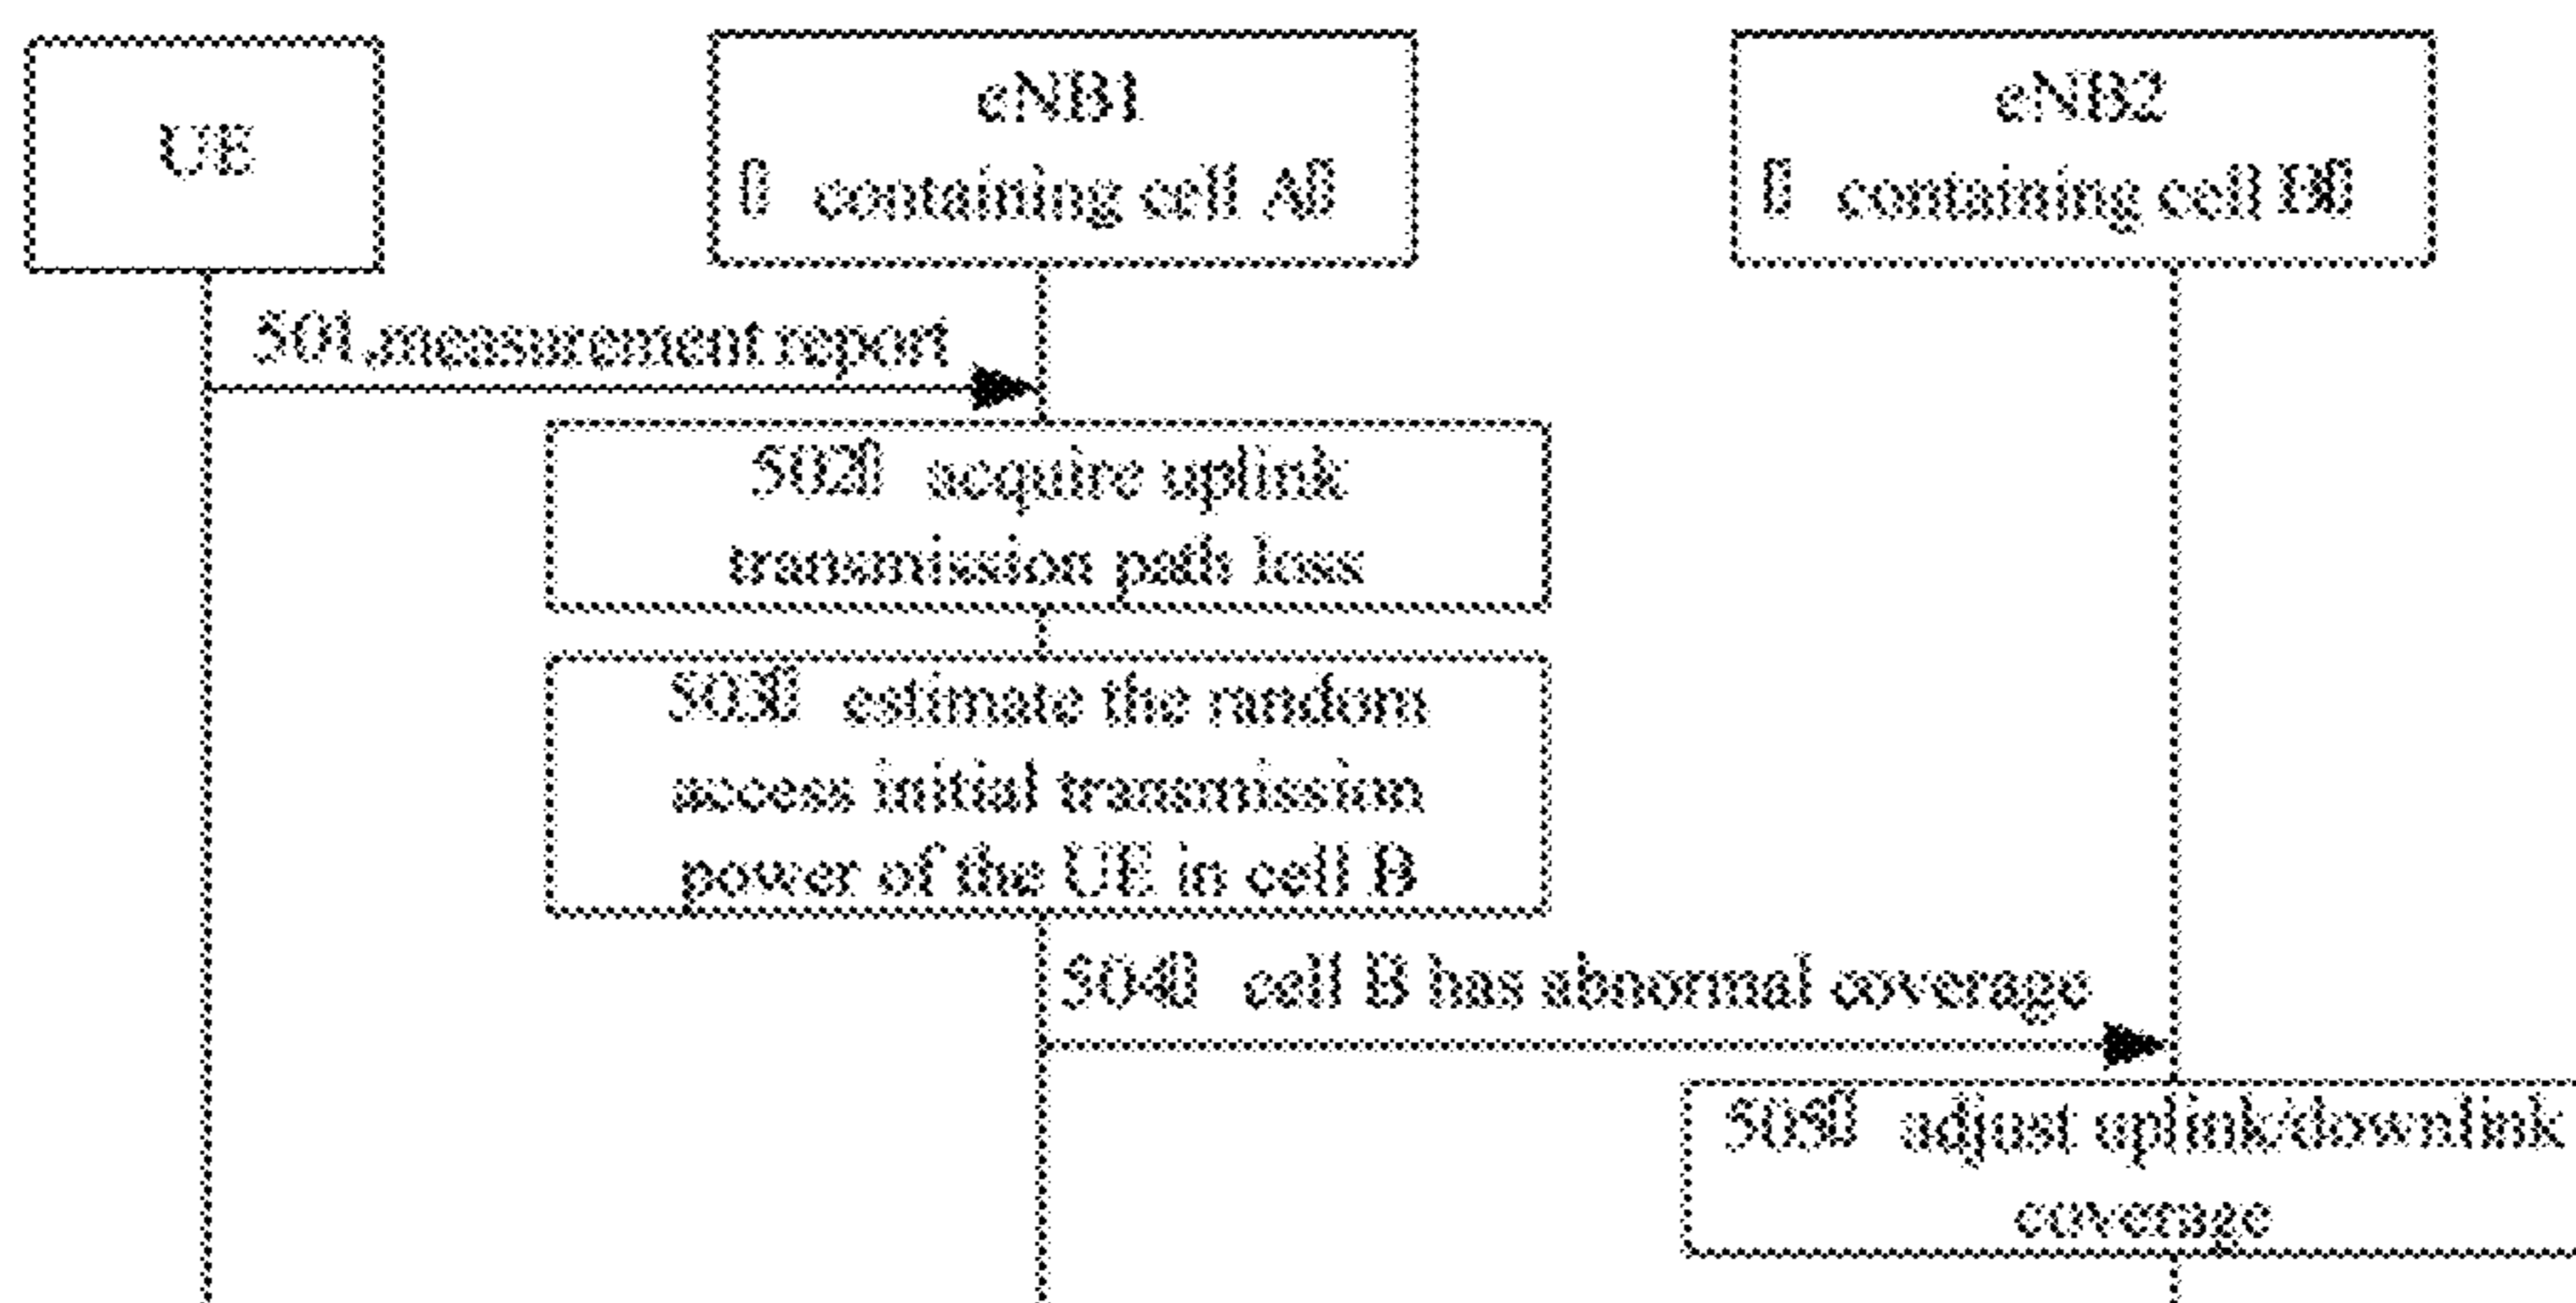 UE
eNB1
containing cell A
eNB2
containing cell B
501.measurement report
502 acquire uplink
transmission path loss
503 estimate the random
access initial transmission
power of the UE in cell B
504 cell B has abnormal coverage
505 adjust uplink/downlink
coverage